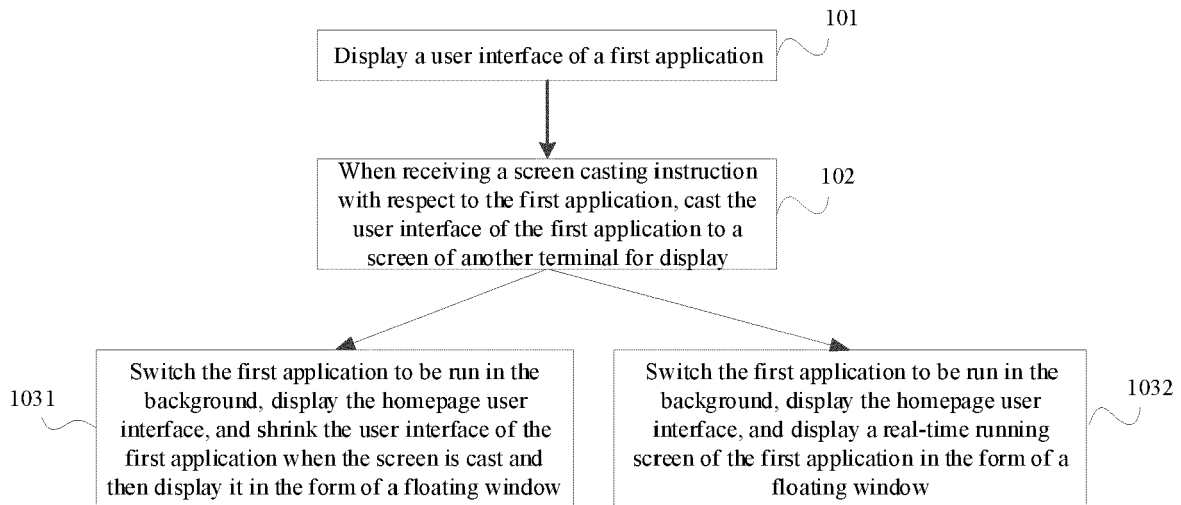 101
Display a user interface of a first application
When receiving a screen casting instruction
with respect to the first application, cast the
user interface of the first application to a
screen of another terminal for display
102
1031
Switch the first application to be run in the
background, display the homepage user
interface, and shrink the user interface of the
first application when the screen is cast and
then display it in the form of a floating window
Switch the first application to be run in the
background, display the homepage user
interface, and display a real-time running
screen of the first application in the form of a
floating window
1032